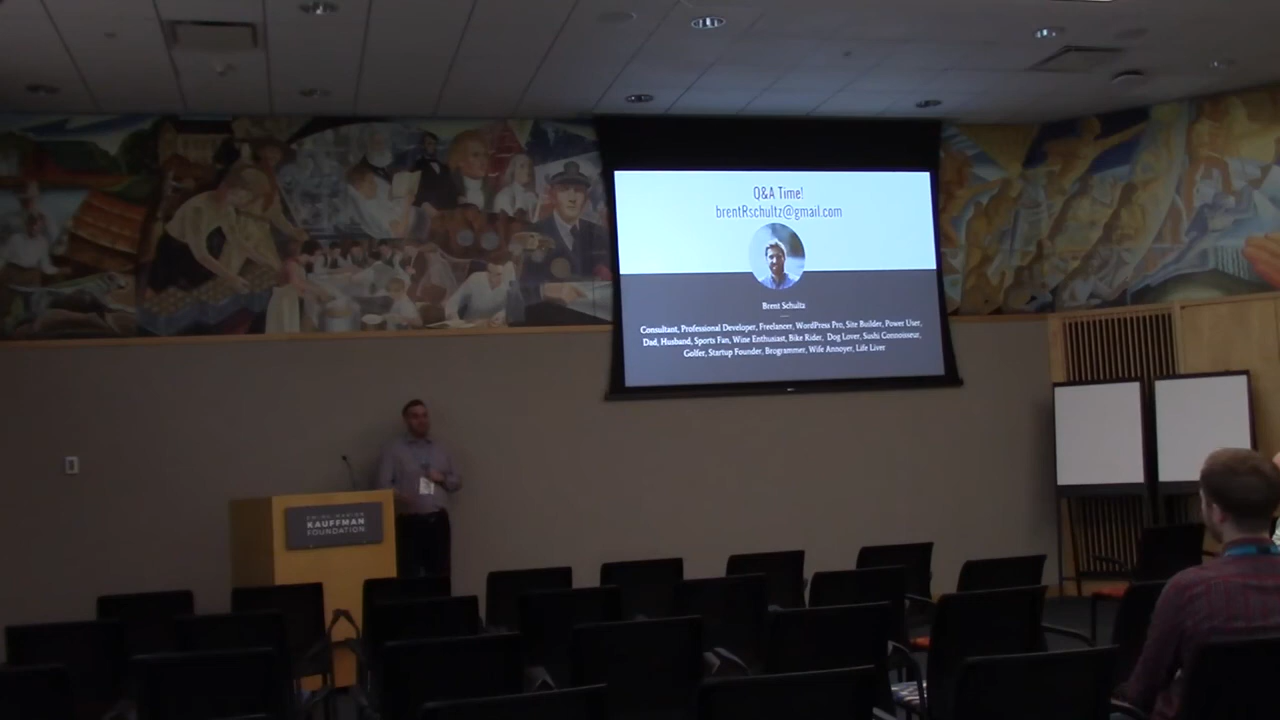 Q&A Time!
brentRschultz@gmail.com
Brent Schultz
Consultant, Professional Developer, Freelancer, WordPress Pro, Site Builder, Power User,
Dad, Husband, Sports Fan, Wine Enthusiast, Bike Rider, Dog Lover, Sushi Connoisseur,
Golfer, Startup Founder, Brogrammer, Wife Annoyer, Life Liver
KAUFFMAN
FOUNDATION